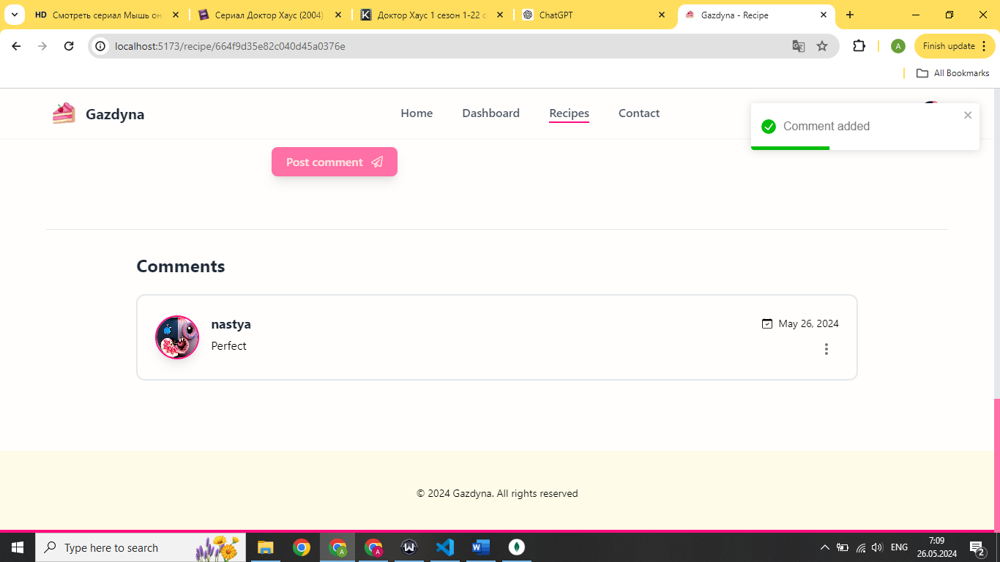 HD Смотреть сериал Мышь он
Сериал Доктор Хаус (2004)
K Доктор Хаус 1 сезон 1-22 с
ChatGPT
Gazdyna - Recipe
localhost:5173/recipe/664f9d35e82c040d45a0376e
A
Finish update
All Bookmarks
Gazdyna
Home
Dashboard
Recipes
Contact
Comment added
Post comment
Comments
nastya
May 26, 2024
Perfect
© 2024 Gazdyna. All rights reserved
Type here to search
A
A
W
W
ENG
7:09
26.05.2024
2